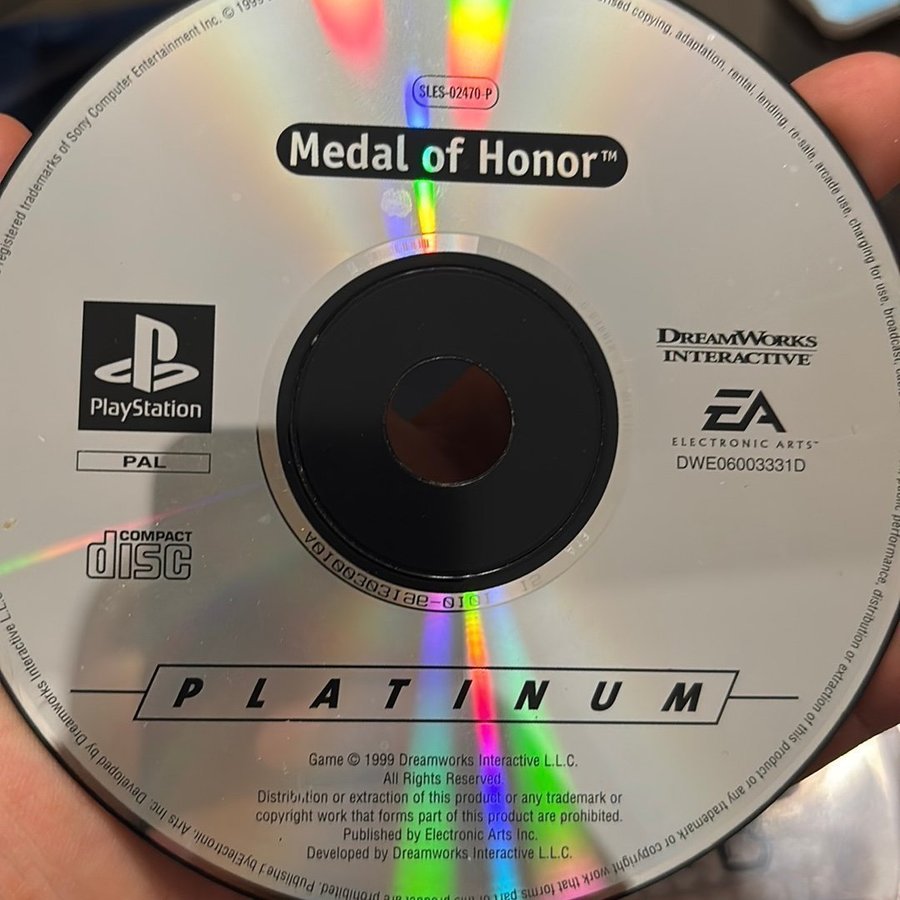 registered trademarks of Sony Computer Entertainment Inc. © 1999
copying, adaptation, rental, lending, re-sale, arcade use, charging for use, broadcast,
SLES-02470-P
Medal of Honor™
PlayStation
PAL
COMPACT
disc
DREAMWORKS
INTERACTIVE
EA
ELECTRONIC ARTS™
DWE06003331D
PLATINUM
Game © 1999 Dreamworks Interactive L.L.C.
All Rights Reserved
Distribution or extraction of this product or any trademark or
copyright work that forms part of this product are prohibited.
Published by Electronic Arts Inc.
Developed by Dreamworks Interactive L.L.C.
performance, distribution or extraction of this product or any trademark or copyright work that forms part
prohibited. Published by Electronic Arts Inc. Developed by Dreamworks Interactive L.L.C.